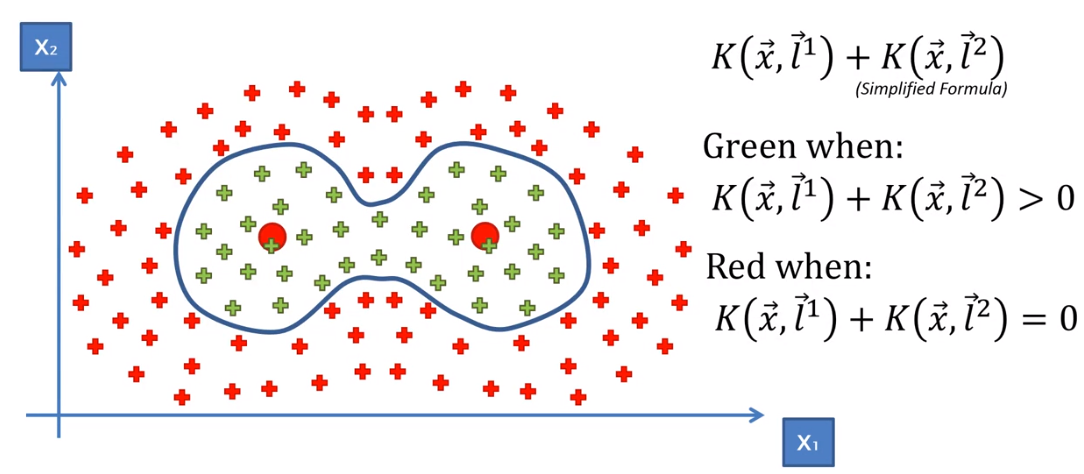 X₂
K(x⃗, l⃗¹) + K(x⃗, l⃗²)
(Simplified Formula)
Green when:
K(x⃗, l⃗¹) + K(x⃗, l⃗²) > 0
Red when:
K(x⃗, l⃗¹) + K(x⃗, l⃗²) = 0
X₁